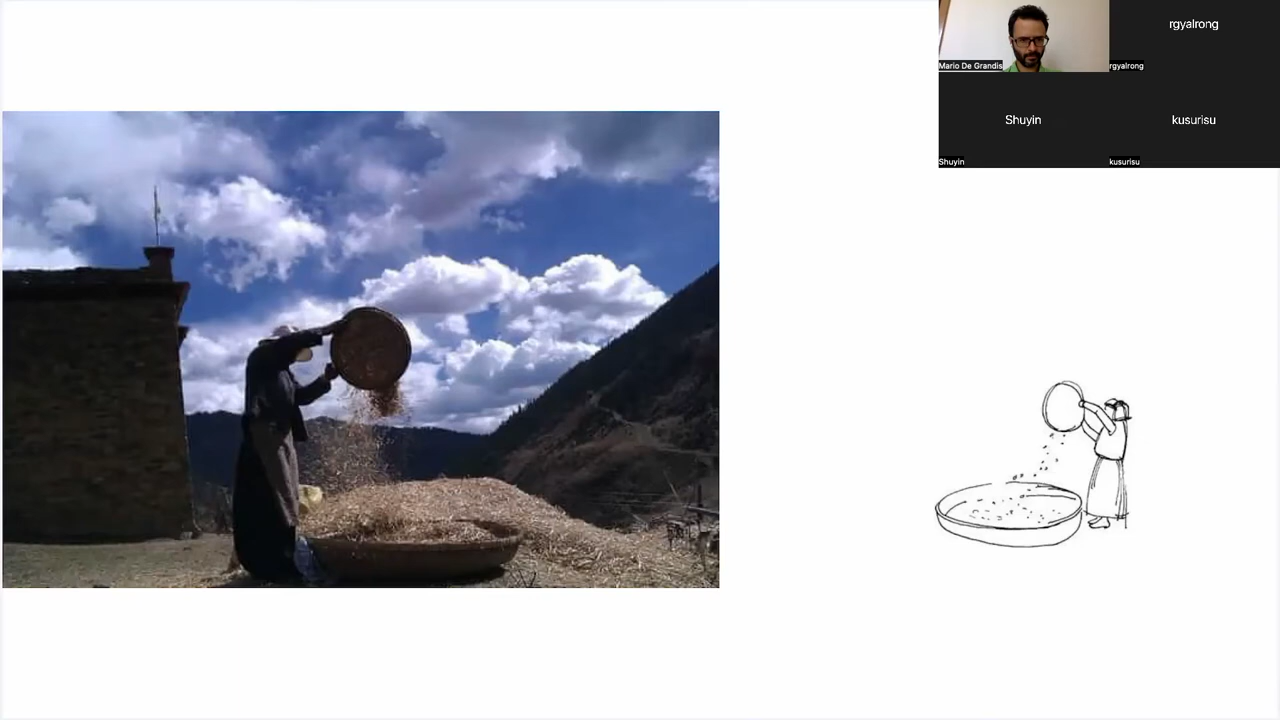 rgyalrong
Mario De Grandis
rgyalrong
Shuyin
kusurisu
Shuyin
kusurisu